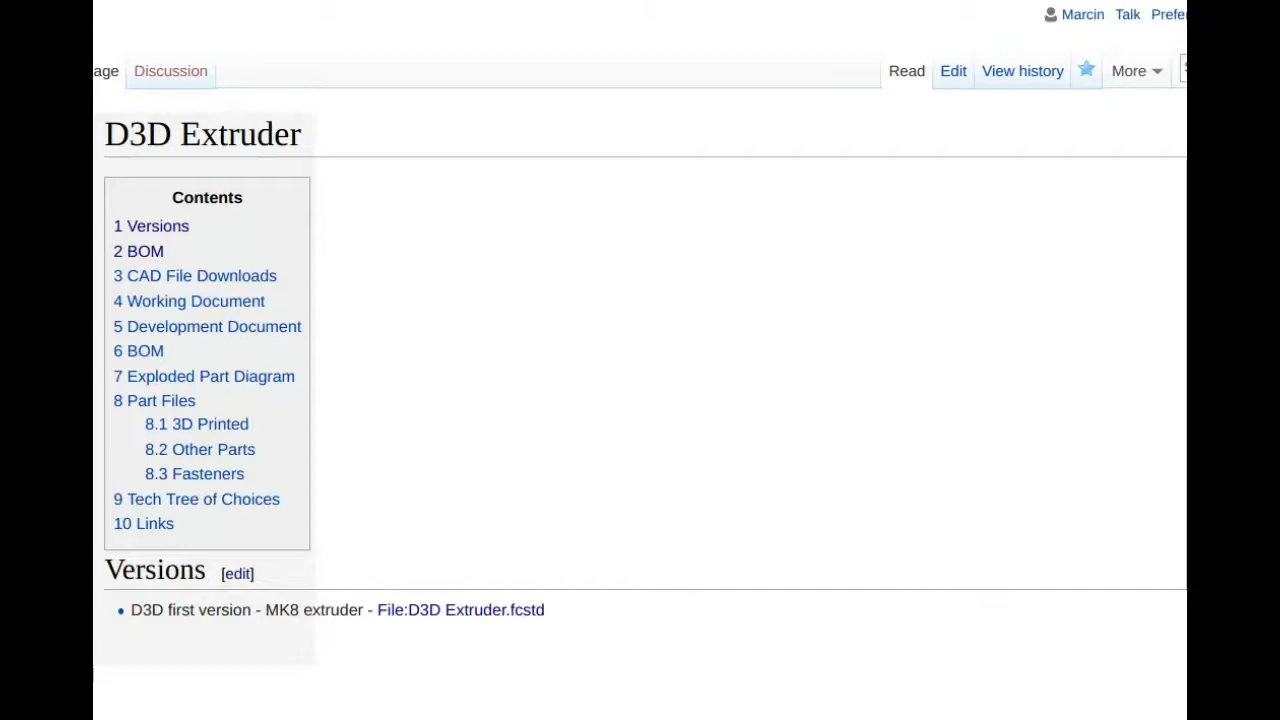 Marcin Talk Prefe
age Discussion Read Edit View history More
D3D Extruder
Contents
1 Versions
2 BOM
3 CAD File Downloads
4 Working Document
5 Development Document
6 BOM
7 Exploded Part Diagram
8 Part Files
8.1 3D Printed
8.2 Other Parts
8.3 Fasteners
9 Tech Tree of Choices
10 Links
Versions [edit]
• D3D first version - MK8 extruder - File:D3D Extruder.fcstd